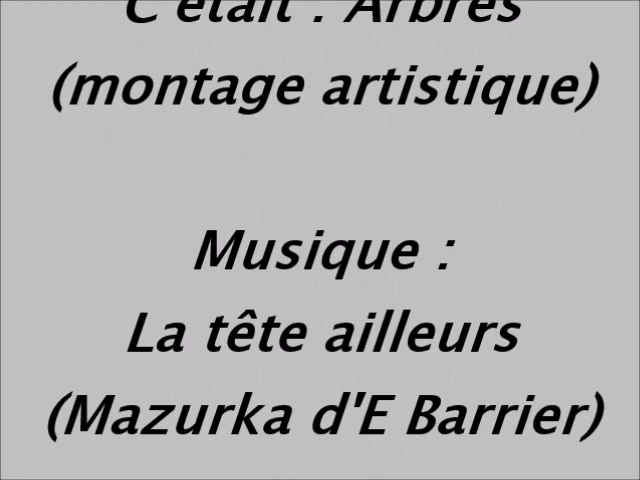 C'était : Arbres
(montage artistique)
Musique :
La tête ailleurs
(Mazurka d'E Barrier)